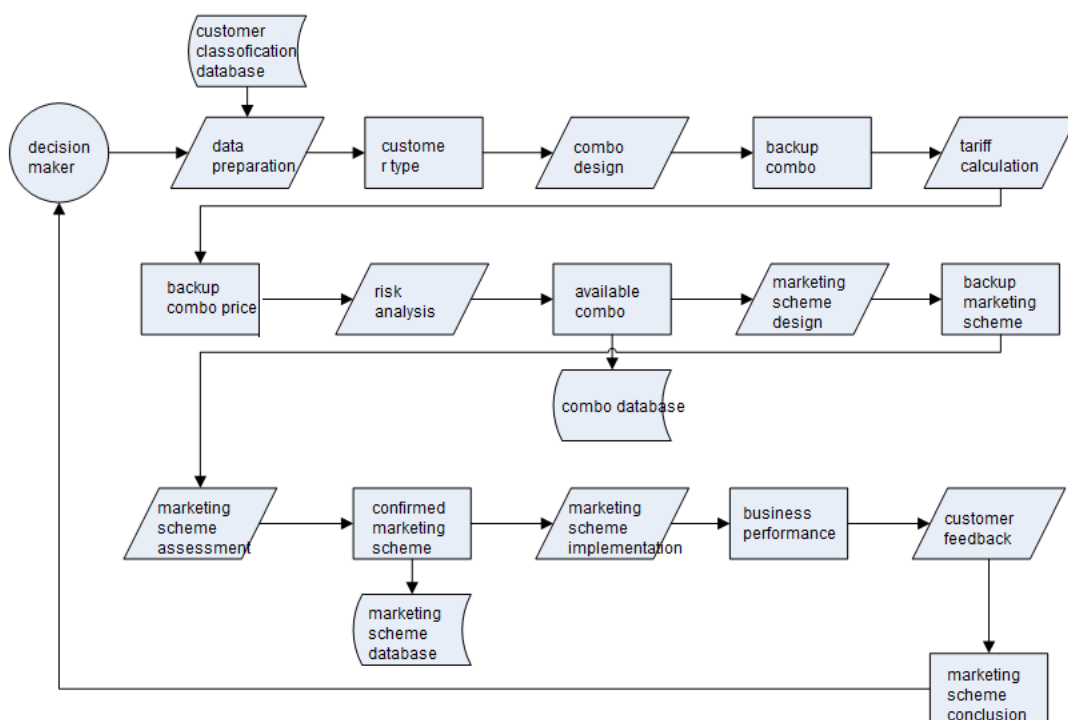 customer
classofication
database
decision
maker
data
preparation
custome
r type
combo
design
backup
combo
tariff
calculation
backup
combo price
risk
analysis
available
combo
marketing
scheme
design
backup
marketing
scheme
combo database
marketing
scheme
assessment
confirmed
marketing
scheme
marketing
scheme
implementation
business
performance
customer
feedback
marketing
scheme
database
marketing
scheme
conclusion